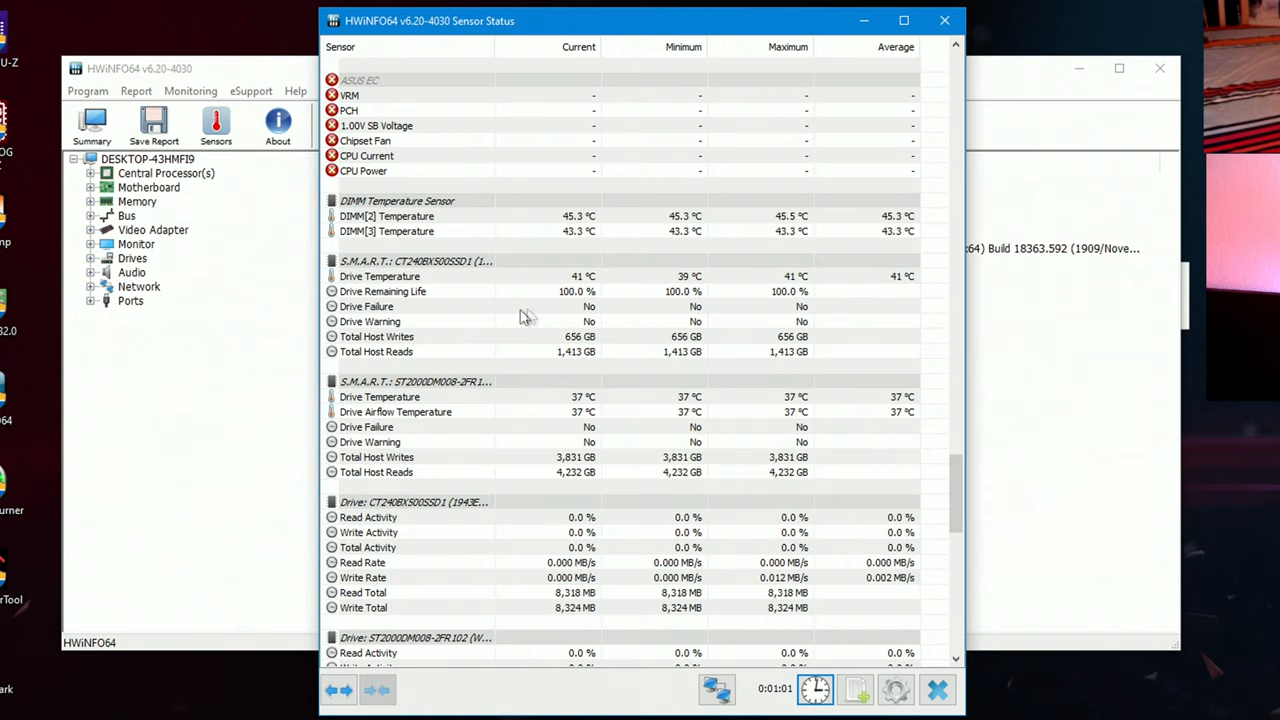 HWiNFO64 v6.20-4030 Sensor Status
Sensor Current Minimum Maximum Average
ASUS EC
VRM - - - -
PCH - - - -
1.00V SB Voltage - - - -
Chipset Fan - - - -
CPU Current - - - -
CPU Power - - - -
DIMM Temperature Sensor
DIMM[2] Temperature 45.3 °C 45.3 °C 45.5 °C 45.3 °C
DIMM[3] Temperature 43.3 °C 43.3 °C 43.3 °C 43.3 °C
S.M.A.R.T.: CT240BX500SSD1 (1...
Drive Temperature 41 °C 39 °C 41 °C 41 °C
Drive Remaining Life 100.0 % 100.0 % 100.0 %
Drive Failure No No No
Drive Warning No No No
Total Host Writes 656 GB 656 GB 656 GB
Total Host Reads 1,413 GB 1,413 GB 1,413 GB
S.M.A.R.T.: ST2000DM008-2FR1...
Drive Temperature 37 °C 37 °C 37 °C 37 °C
Drive Airflow Temperature 37 °C 37 °C 37 °C 37 °C
Drive Failure No No No
Drive Warning No No No
Total Host Writes 3,831 GB 3,831 GB 3,831 GB
Total Host Reads 4,232 GB 4,232 GB 4,232 GB
Drive: CT240BX500SSD1 (1943E...
Read Activity 0.0 % 0.0 % 0.0 % 0.0 %
Write Activity 0.0 % 0.0 % 0.0 % 0.0 %
Total Activity 0.0 % 0.0 % 0.0 % 0.0 %
Read Rate 0.000 MB/s 0.000 MB/s 0.000 MB/s 0.000 MB/s
Write Rate 0.000 MB/s 0.000 MB/s 0.012 MB/s 0.002 MB/s
Read Total 8,318 MB 8,318 MB 8,318 MB
Write Total 8,324 MB 8,324 MB 8,324 MB
Drive: ST2000DM008-2FR102 (W...
Read Activity 0.0 % 0.0 % 0.0 % 0.0 %
0:01:01
HWiNFO64 v6.20-4030
Program Report Monitoring eSupport Help
Summary Save Report Sensors About
DESKTOP-43HMFI9
Central Processor(s)
Motherboard
Memory
Bus
Video Adapter
Monitor
Drives
Audio
Network
Ports
:64) Build 18363.592 (1909/Nove...
HWiNFO64
U-Z
OG
Z
mp
32.0
064
urner
rTool
ark